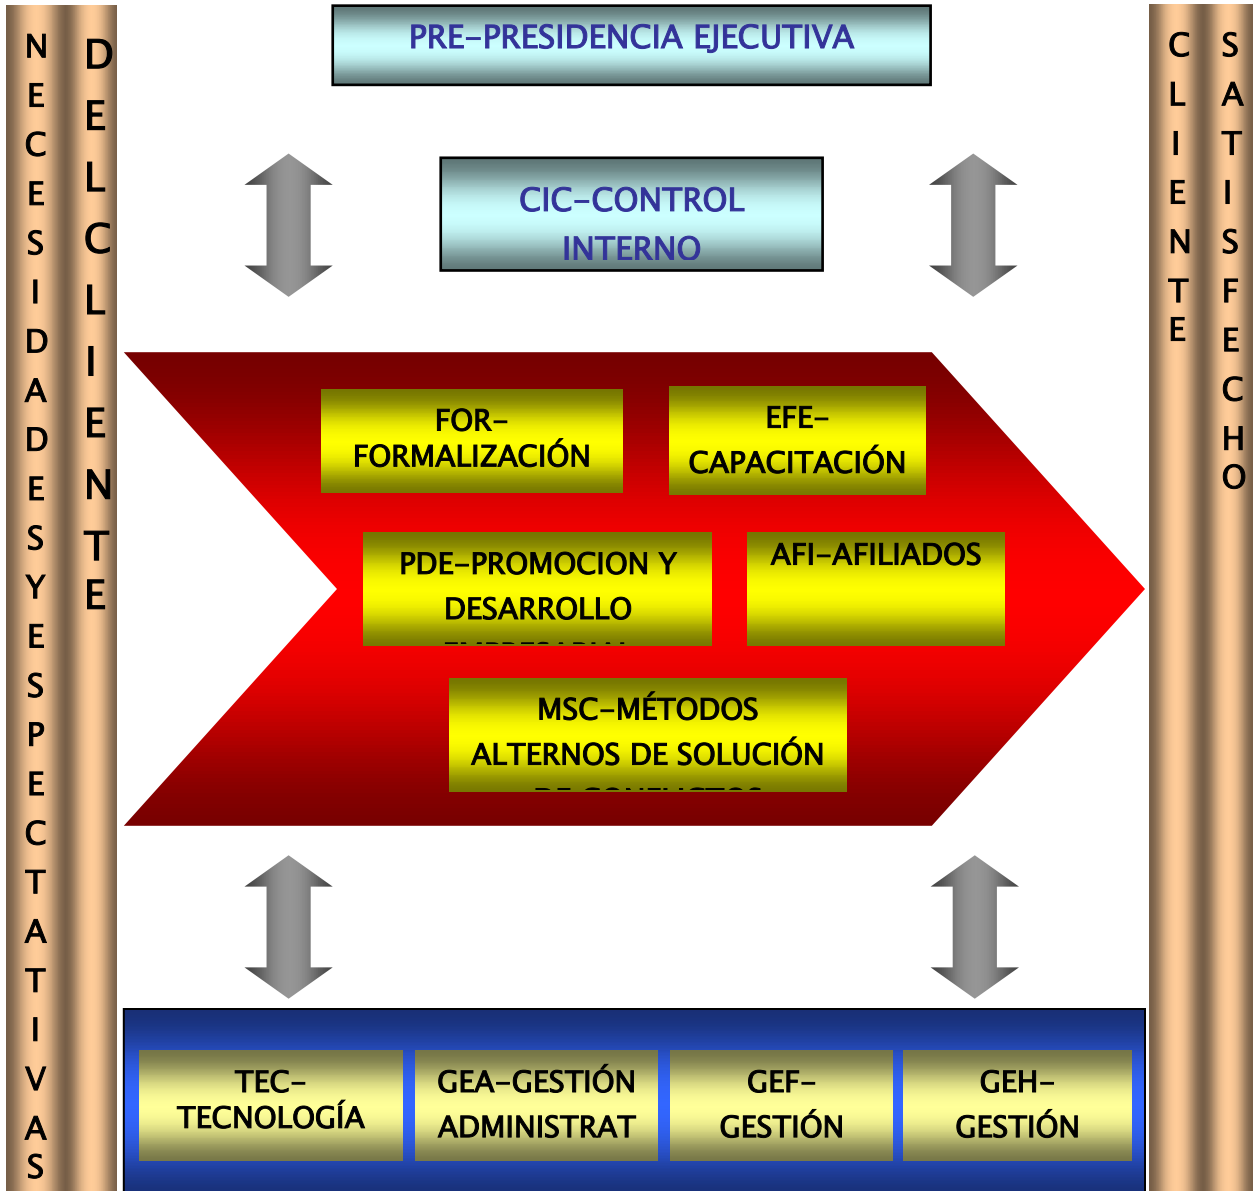 NECESIDADES Y ESPECTATIVAS
DEL CLIENTE
PRE-PRESIDENCIA EJECUTIVA
CIC-CONTROL
INTERNO
FOR-
FORMALIZACIÓN
EFE-
CAPACITACIÓN
PDE-PROMOCION Y
DESARROLLO
AFI-AFILIADOS
MSC-MÉTODOS
ALTERNOS DE SOLUCIÓN
TEC-
TECNOLOGÍA
GEA-GESTIÓN
ADMINISTRAT
GEF-
GESTIÓN
GEH-
GESTIÓN
CLIENTE
SATISFECHO